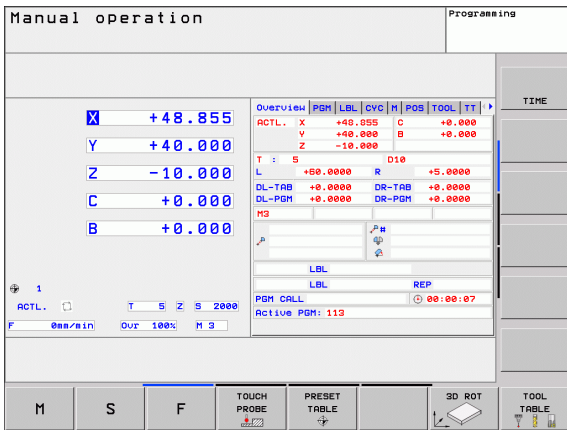 Manual operation
Programming
TIME
X +48.855
Y +40.000
Z -10.000
C +0.000
B +0.000
1
ACTL. T 5 Z S 2000
F 0mm/min Ovr 100% M 3
Overview PGM LBL CYC M POS TOOL TT
ACTL. X +48.855 C +0.000
Y +40.000 B +0.000
Z -10.000
T : 5 D10
L +60.0000 R +5.0000
DL-TAB +0.0000 DR-TAB +0.0000
DL-PGM +0.0000 DR-PGM +0.0000
M3
P#
P
LBL
LBL REP
PGM CALL 00:00:07
Active PGM: 113
M
S
F
TOUCH
PROBE
PRESET
TABLE
3D ROT
TOOL
TABLE